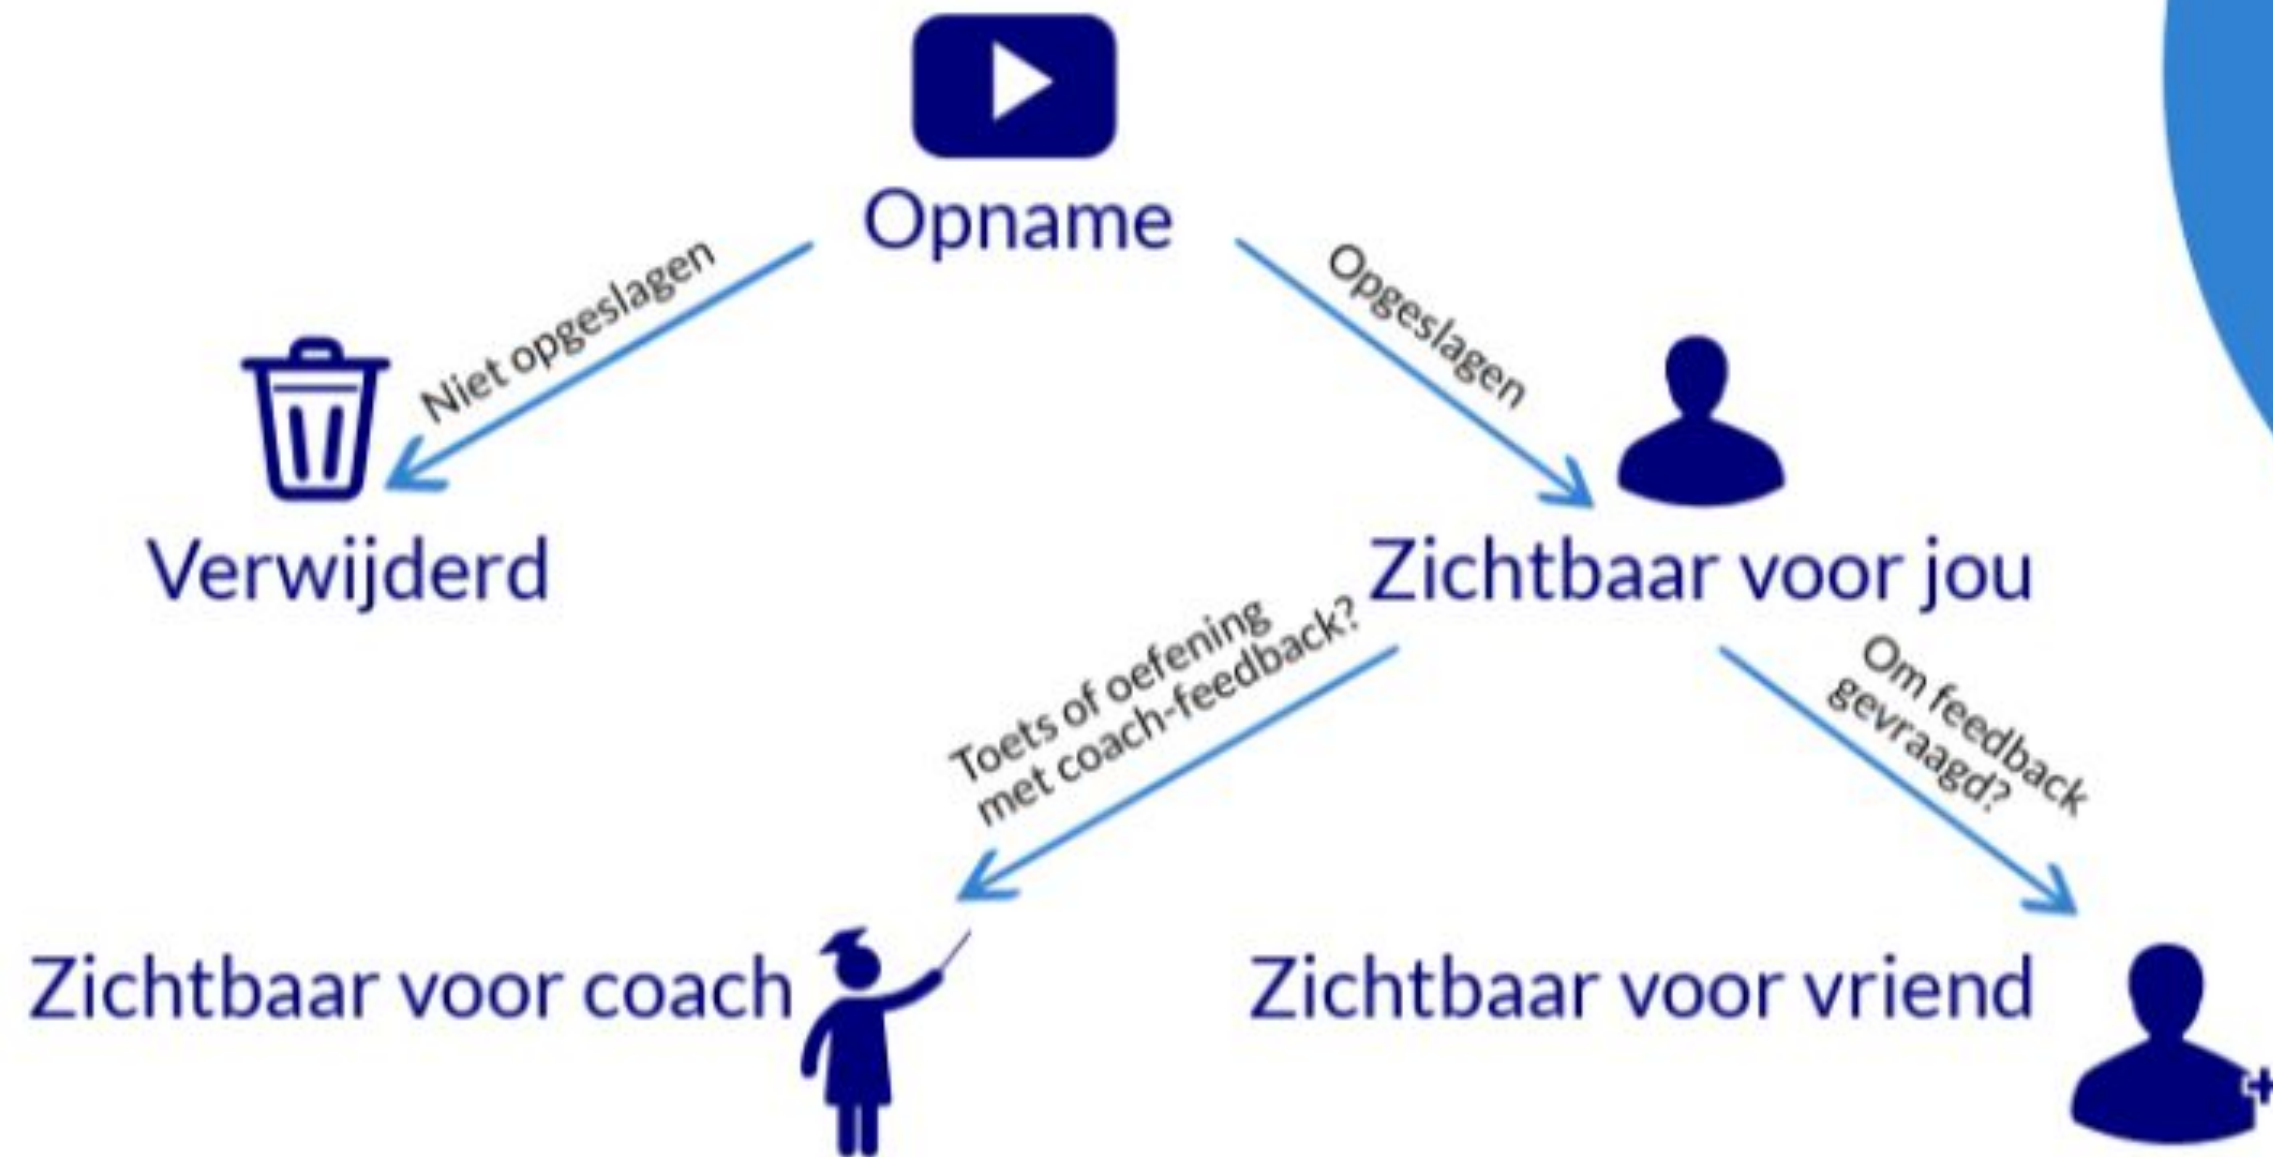 Opname
Niet opgeslagen
Opgeslagen
Verwijderd
Zichtbaar voor jou
Toets of oefening
met coach-feedback?
Om feedback
gevraagd?
Zichtbaar voor coach
Zichtbaar voor vriend